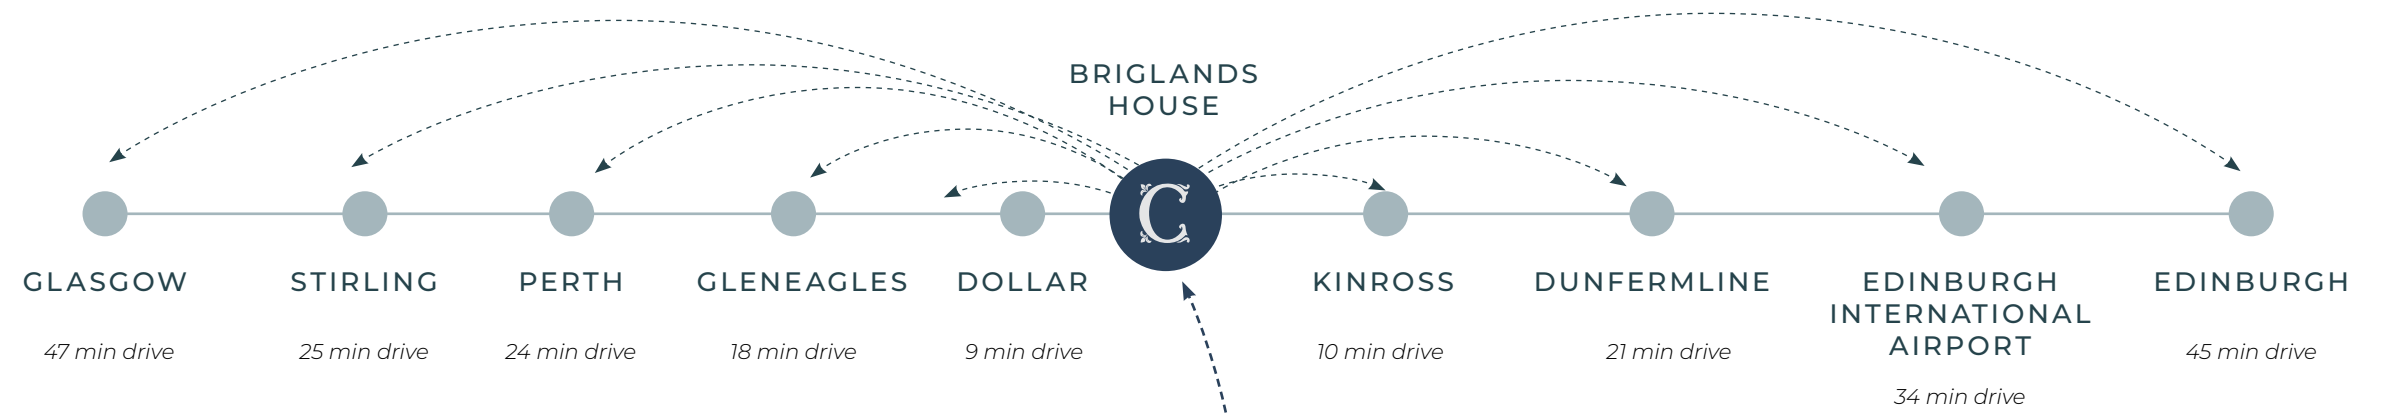 BRIGLANDS
HOUSE
C
GLASGOW
47 min drive
STIRLING
25 min drive
PERTH
24 min drive
GLENEAGLES
18 min drive
DOLLAR
9 min drive
KINROSS
10 min drive
DUNFERMLINE
21 min drive
EDINBURGH
INTERNATIONAL
AIRPORT
34 min drive
EDINBURGH
45 min drive